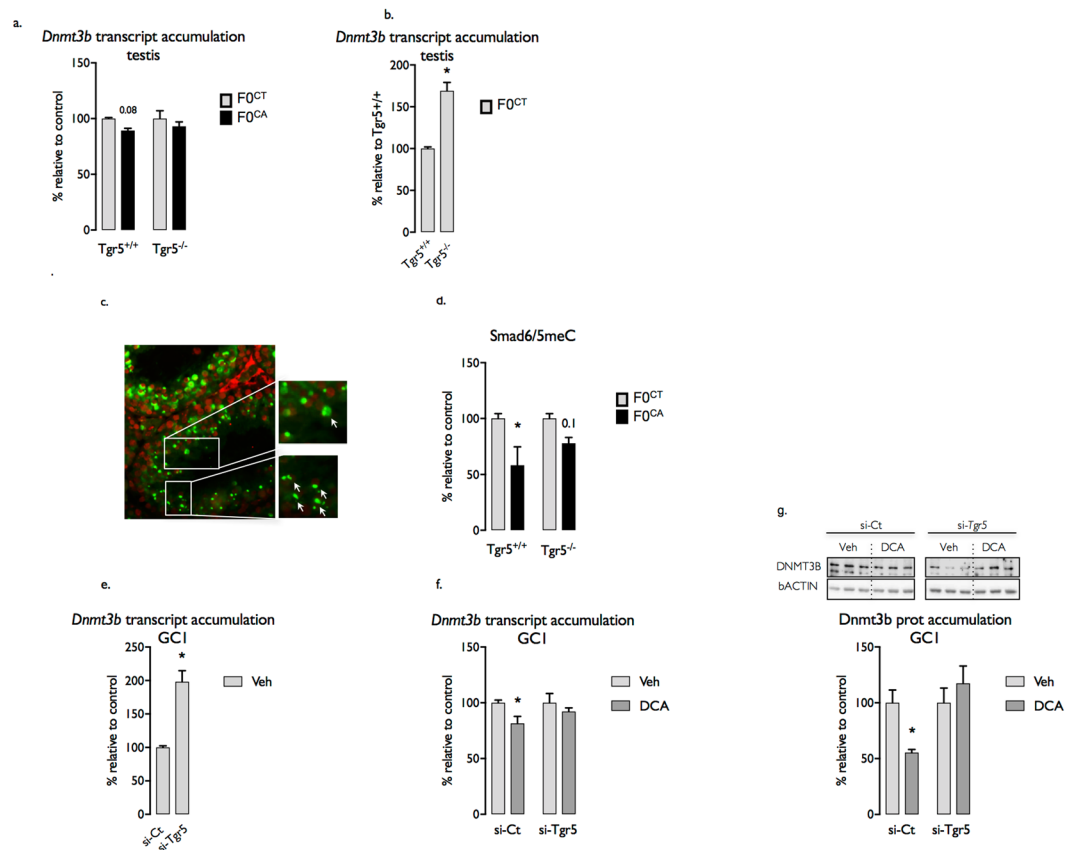 a.
Dnmt3b transcript accumulation
testis
% relative to control
150
100
50
0
0.08
F0CT
F0CA
Tgr5+/+
Tgr5-/-
b.
Dnmt3b transcript accumulation
testis
% relative to Tgr5+/+
200
150
100
50
0
*
F0CT
Tgr5+/+
Tgr5-/-
c.
d.
Smad6/5meC
% relative to control
150
100
50
0
*
0.1
F0CT
F0CA
Tgr5+/+
Tgr5-/-
e.
Dnmt3b transcript accumulation
GC1
% relative to control
250
200
150
100
50
0
*
Veh
si-Ct
si-Tgr5
f.
Dnmt3b transcript accumulation
GC1
% relative to control
150
100
50
0
*
Veh
DCA
si-Ct
si-Tgr5
g.
si-Ct
si-Tgr5
Veh
DCA
Veh
DCA
DNMT3B
bACTIN
Dnmt3b prot accumulation
GC1
% relative to control
150
100
50
0
*
Veh
DCA
si-Ct
si-Tgr5